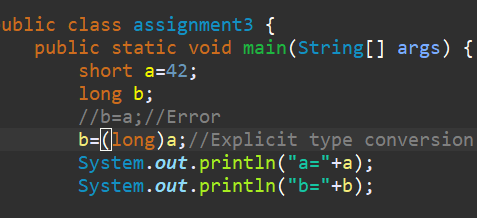 ublic class assignment3 {
public static void main(String[] args) {
short a=42;
long b;
//b=a;//Error
b=(long)a;//Explicit type conversion
System.out.println("a="+a);
System.out.println("b="+b);